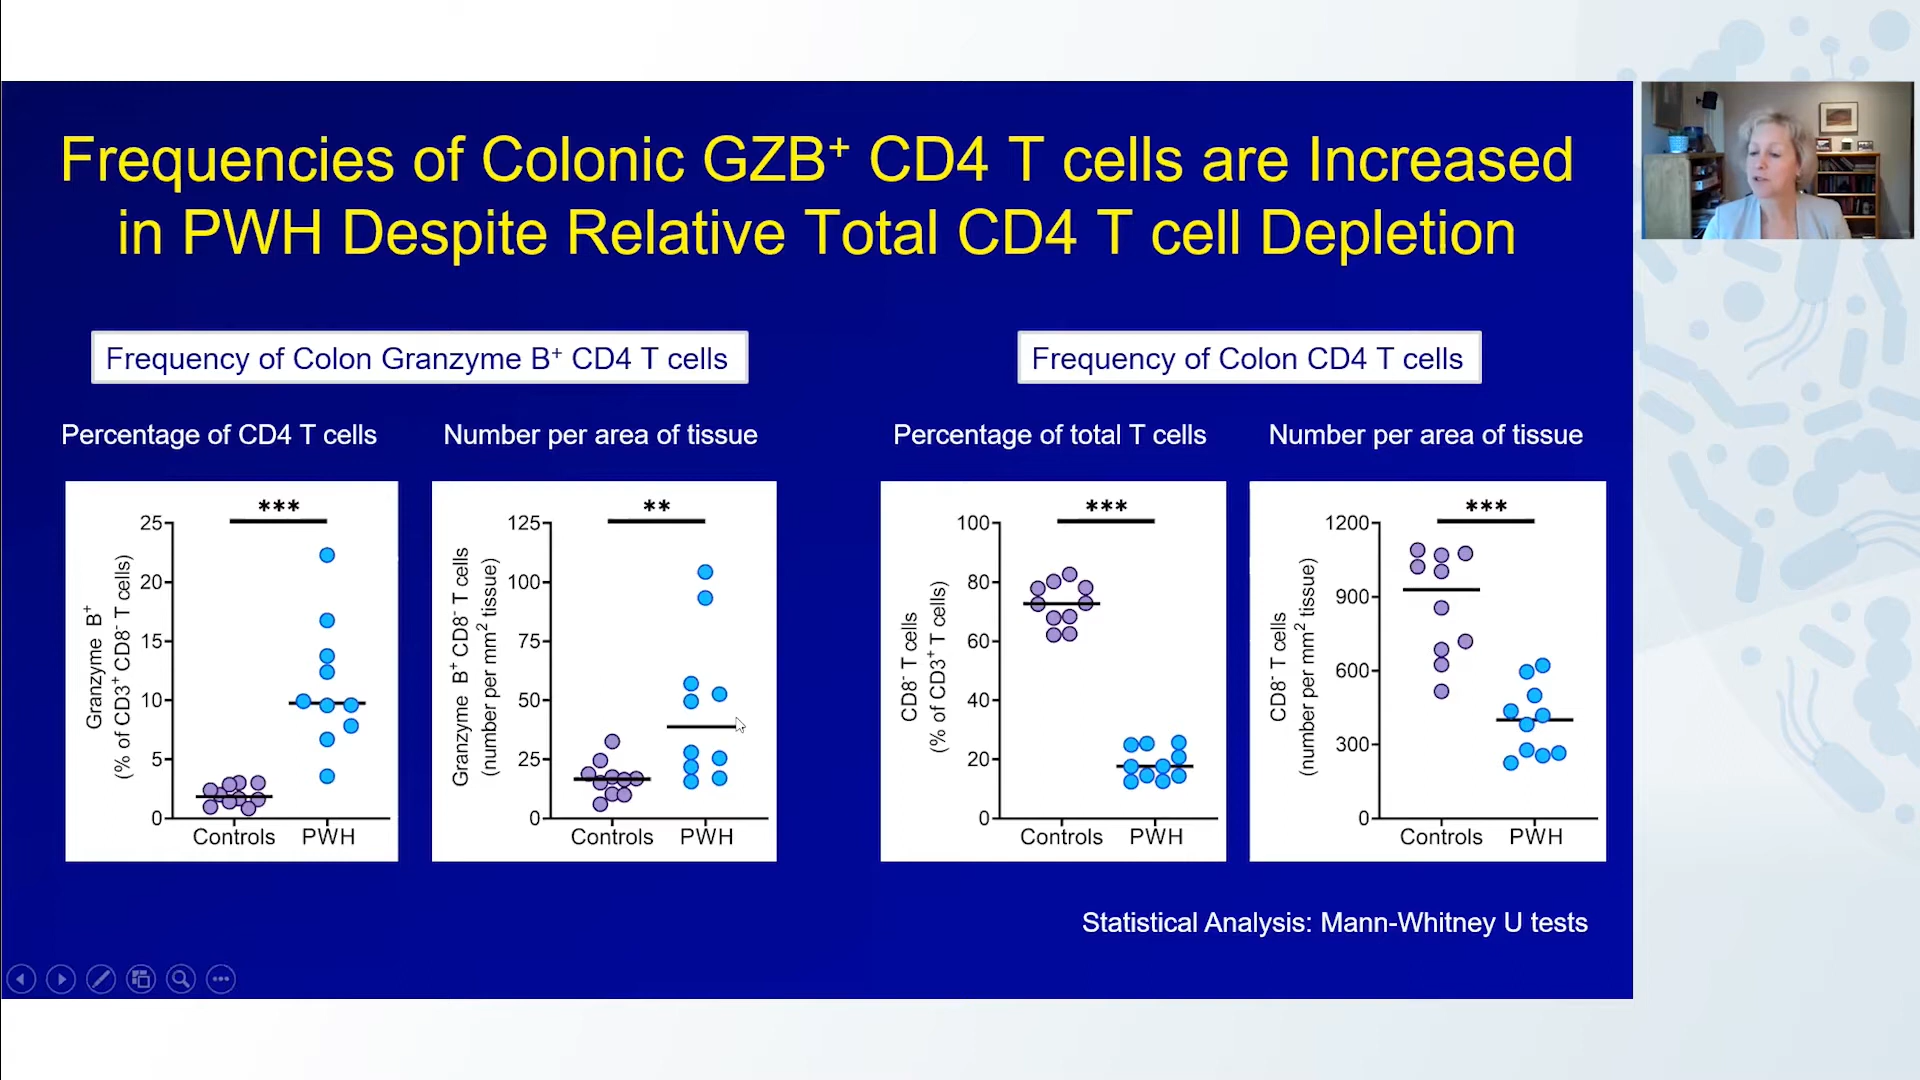 Frequencies of Colonic GZB⁺ CD4 T cells are Increased
in PWH Despite Relative Total CD4 T cell Depletion
Frequency of Colon Granzyme B⁺ CD4 T cells
Frequency of Colon CD4 T cells
Percentage of CD4 T cells
Number per area of tissue
Percentage of total T cells
Number per area of tissue
Granzyme B⁺
(% of CD3⁺ CD8⁻ T cells)
***
25
20
15
10
5
0
Controls PWH
Granzyme B⁺ CD8⁻ T cells
(number per mm² tissue)
**
125
100
75
50
25
0
Controls PWH
CD8⁻ T cells
(% of CD3⁺ T cells)
***
100
80
60
40
20
0
Controls PWH
CD8⁻ T cells
(number per mm² tissue)
***
1200
900
600
300
0
Controls PWH
Statistical Analysis: Mann-Whitney U tests